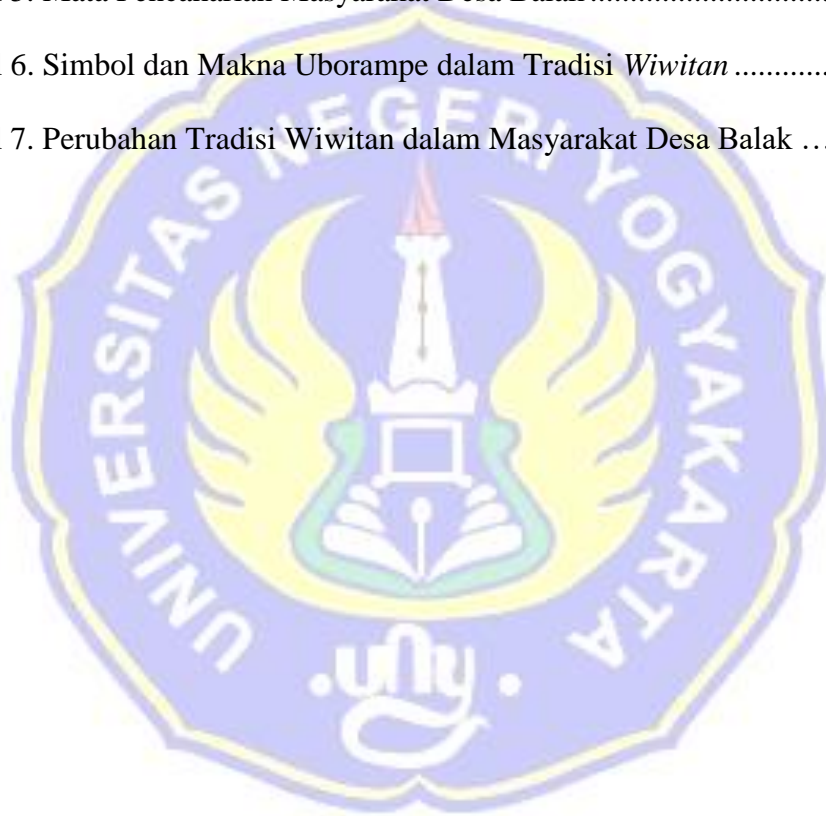 5. Mata Pencaharian Masyarakat Desa Balak ................................
6. Simbol dan Makna Uborampe dalam Tradisi Wiwitan ............
7. Perubahan Tradisi Wiwitan dalam Masyarakat Desa Balak ….
UNIVERSITAS NEGERI YOGYAKARTA
uny